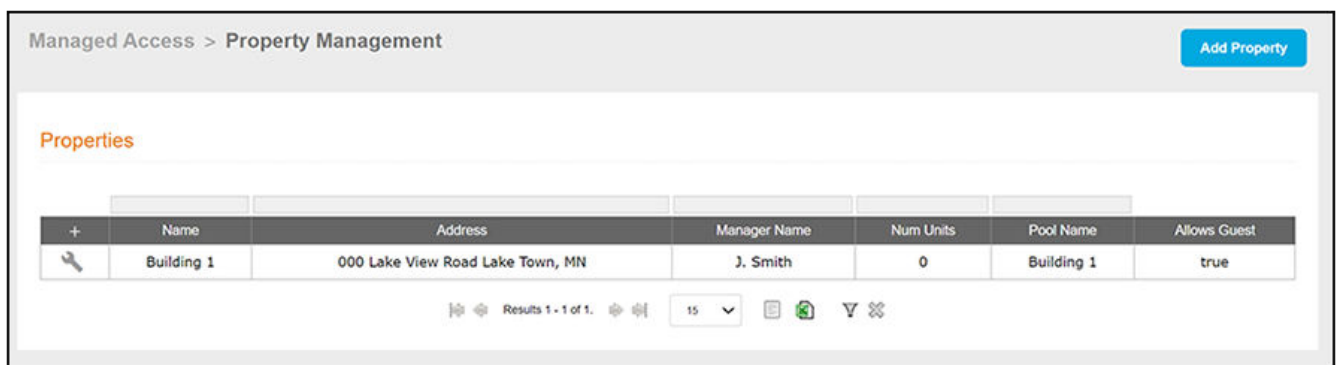 Managed Access > Property Management
Add Property
Properties
+ Name Address Manager Name Num Units Pool Name Allows Guest
Building 1 000 Lake View Road Lake Town, MN J. Smith 0 Building 1 true
Results 1 - 1 of 1. 15